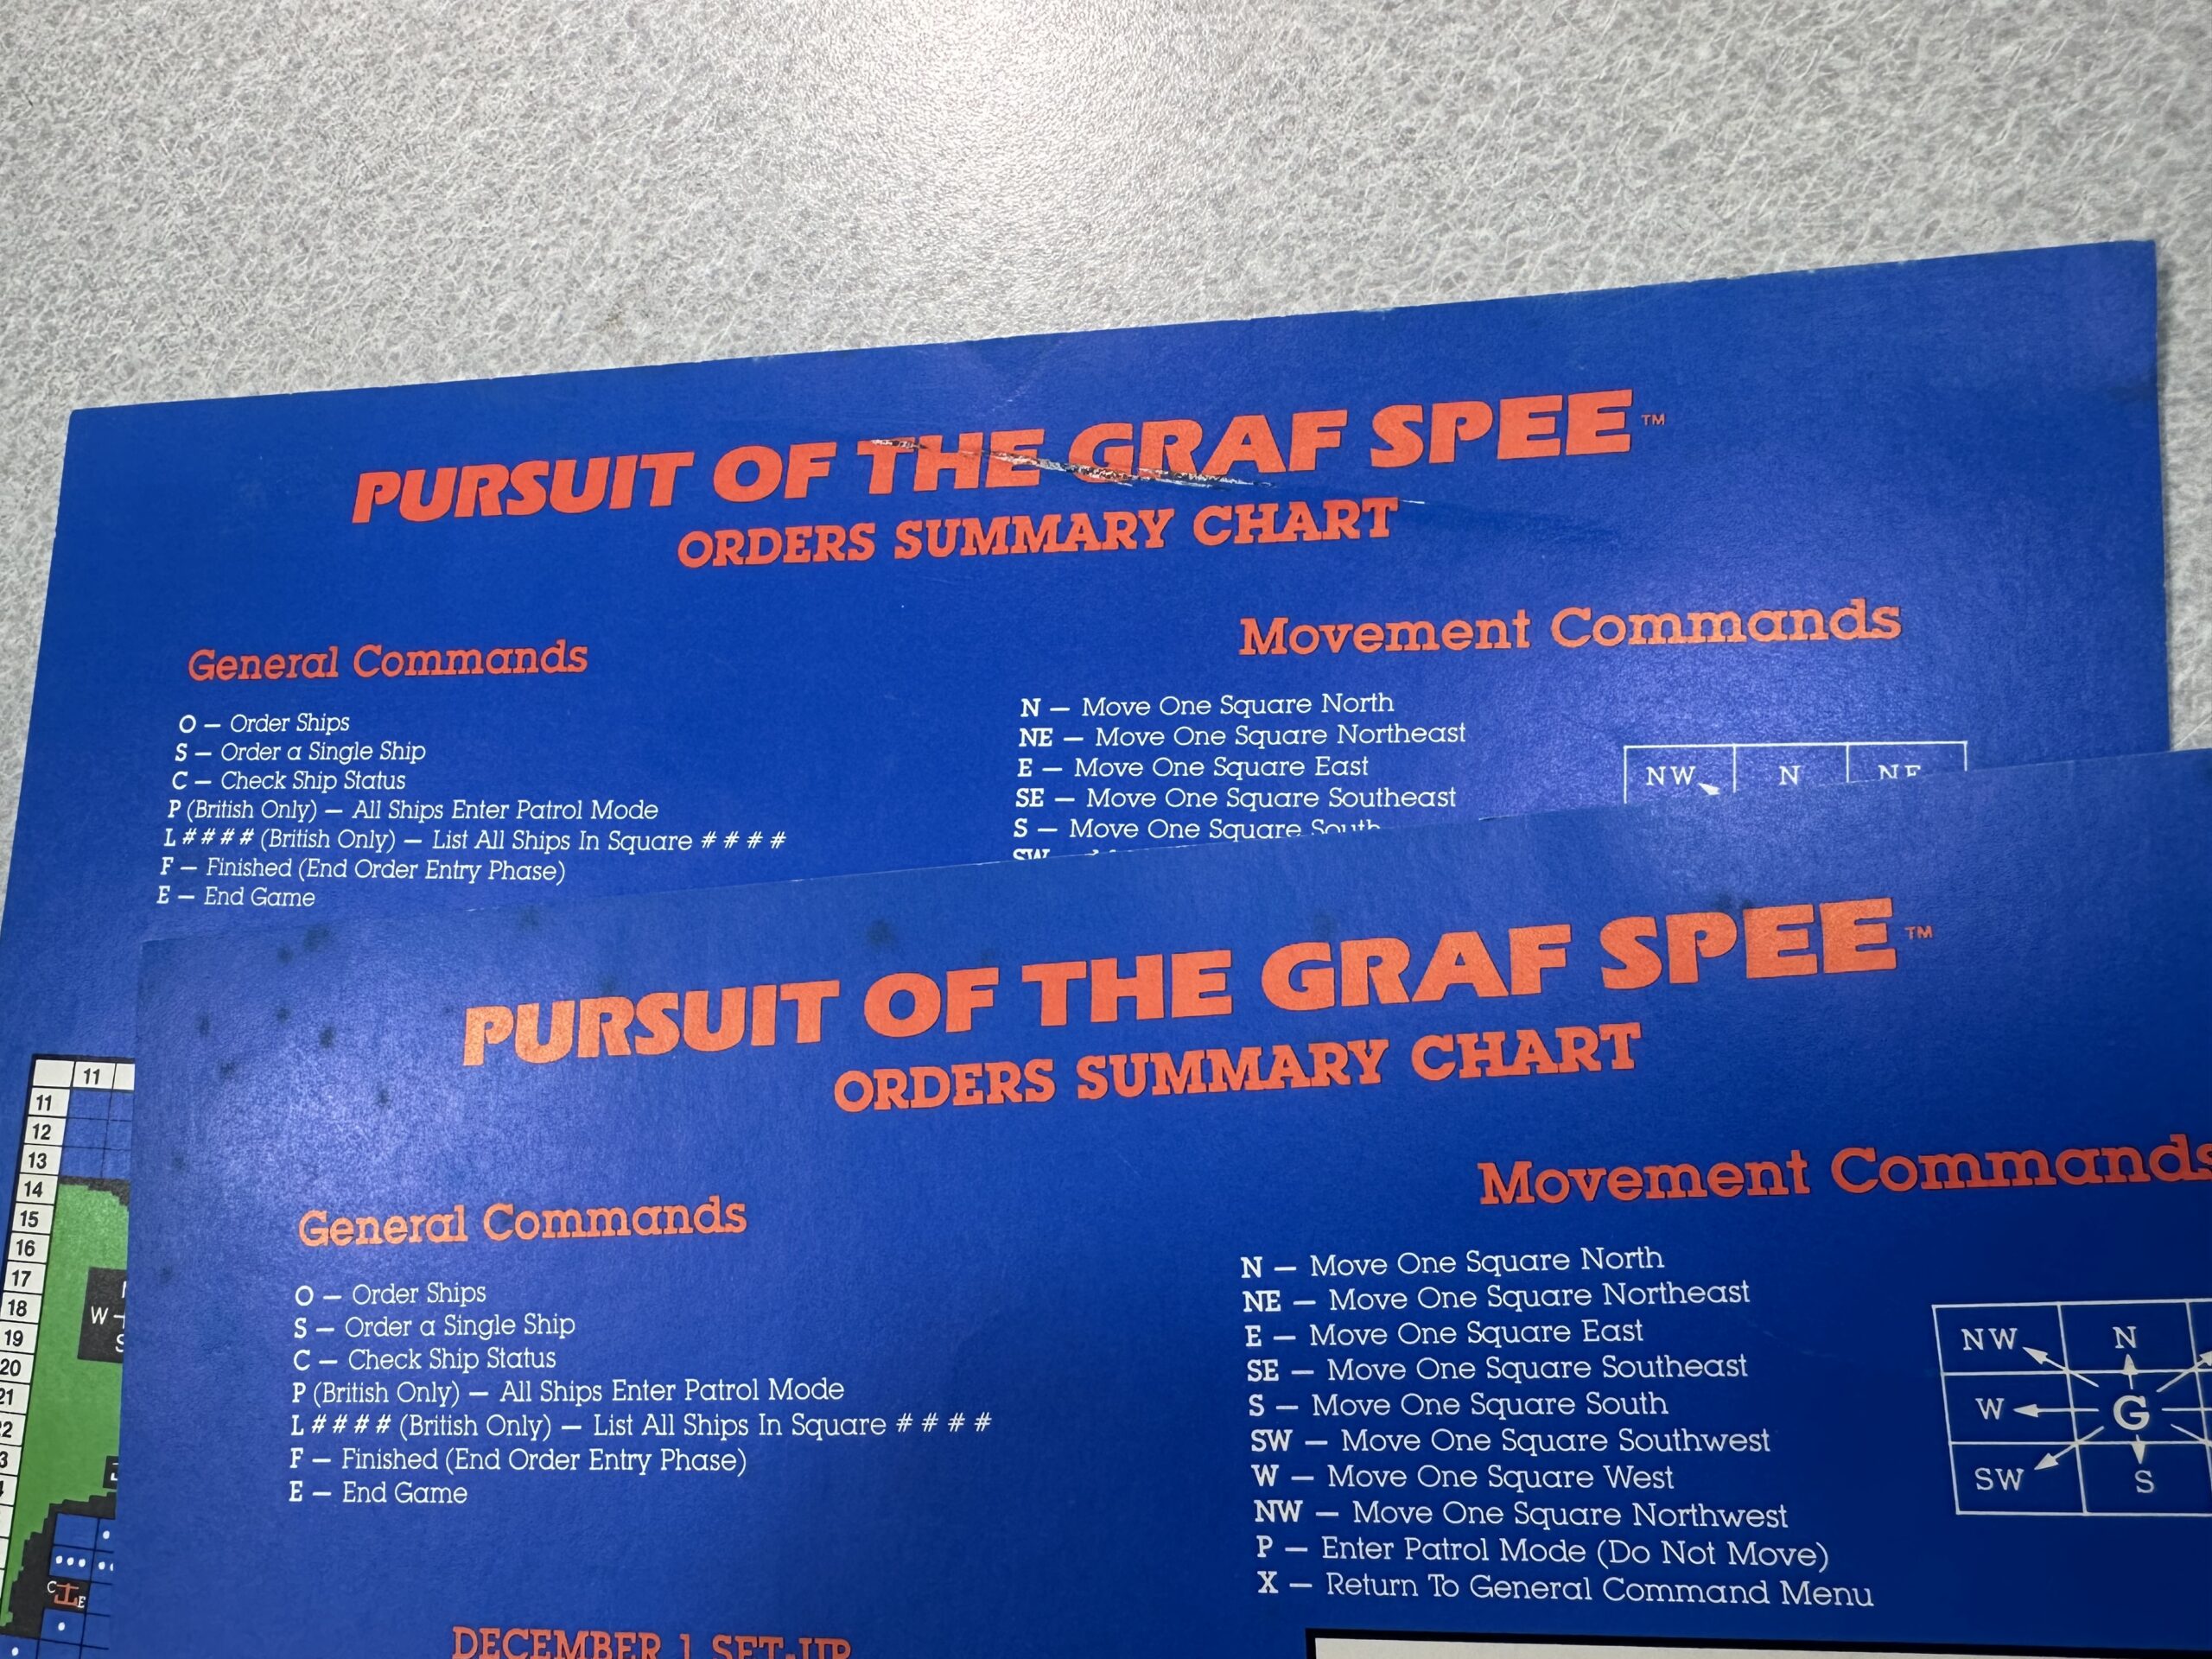 PURSUIT OF THE GRAF SPEE™
ORDERS SUMMARY CHART
General Commands
O — Order Ships
S — Order a Single Ship
C — Check Ship Status
P (British Only) — All Ships Enter Patrol Mode
L # # # # (British Only) — List All Ships In Square # # # #
F — Finished (End Order Entry Phase)
E — End Game
Movement Commands
N — Move One Square North
NE — Move One Square Northeast
E — Move One Square East
SE — Move One Square Southeast
S — Move One Square South
SW
NW N NE
11
11
12
13
14
15
16
17
18
19
20
21
W
S
C E
PURSUIT OF THE GRAF SPEE™
ORDERS SUMMARY CHART
General Commands
O — Order Ships
S — Order a Single Ship
C — Check Ship Status
P (British Only) — All Ships Enter Patrol Mode
L # # # # (British Only) — List All Ships In Square # # # #
F — Finished (End Order Entry Phase)
E — End Game
Movement Commands
N — Move One Square North
NE — Move One Square Northeast
E — Move One Square East
SE — Move One Square Southeast
S — Move One Square South
SW — Move One Square Southwest
W — Move One Square West
NW — Move One Square Northwest
P — Enter Patrol Mode (Do Not Move)
X — Return To General Command Menu
NW N
W G
SW S
DECEMBER 1 SET-UP